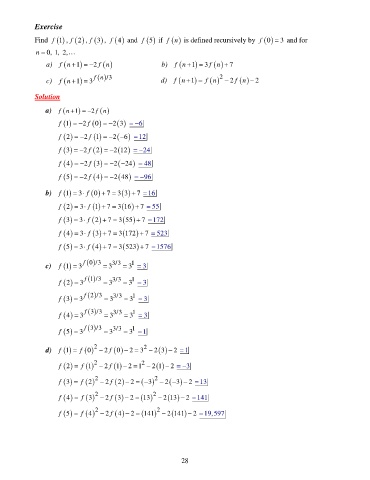 Exercise
Find f(1), f(2), f(3), f(4) and f(5) if f(n) is defined recursively by f(0) = 3 and for
n = 0, 1, 2,…
a) f(n+1) = −2f(n) b) f(n+1) = 3f(n) + 7
c) f(n+1) = 3^{f(n)/3} d) f(n+1) = f(n)^2 − 2f(n) − 2
Solution
a) f(n+1) = −2f(n)
f(1) = −2f(0) = −2(3) = −6
f(2) = −2f(1) = −2(−6) = 12
f(3) = −2f(2) = −2(12) = −24
f(4) = −2f(3) = −2(−24) = 48
f(5) = −2f(4) = −2(48) = −96
b) f(1) = 3·f(0) + 7 = 3(3) + 7 = 16
f(2) = 3·f(1) + 7 = 3(16) + 7 = 55
f(3) = 3·f(2) + 7 = 3(55) + 7 = 172
f(4) = 3·f(3) + 7 = 3(172) + 7 = 523
f(5) = 3·f(4) + 7 = 3(523) + 7 = 1576
c) f(1) = 3^{f(0)/3} = 3^{3/3} = 3^1 = 3
f(2) = 3^{f(1)/3} = 3^{3/3} = 3^1 = 3
f(3) = 3^{f(2)/3} = 3^{3/3} = 3^1 = 3
f(4) = 3^{f(3)/3} = 3^{3/3} = 3^1 = 3
f(5) = 3^{f(3)/3} = 3^{3/3} = 3^1 = 1
d) f(1) = f(0)^2 − 2f(0) − 2 = 3^2 − 2(3) − 2 = 1
f(2) = f(1)^2 − 2f(1) − 2 = 1^2 − 2(1) − 2 = −3
f(3) = f(2)^2 − 2f(2) − 2 = (−3)^2 − 2(−3) − 2 = 13
f(4) = f(3)^2 − 2f(3) − 2 = (13)^2 − 2(13) − 2 = 141
f(5) = f(4)^2 − 2f(4) − 2 = (141)^2 − 2(141) − 2 = 19,597
28